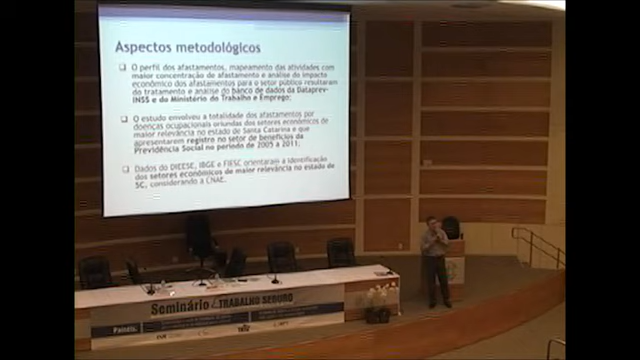 Aspectos metodológicos
O perfil dos afastamentos, mapeamento das atividades com
maior concentração de afastamento e análise do impacto
econômico dos afastamentos para o setor público resultaram
do tratamento e análise do banco de dados da Dataprev-
INSS e do Ministério do Trabalho e Emprego;
O estudo envolveu a totalidade dos afastamentos por
doenças ocupacionais oriundas dos setores econômicos de
maior relevância no estado de Santa Catarina e que
apresentarem registro no setor de benefícios da
Previdência Social no período de 2005 a 2011;
Dados do DIEESE, IBGE e FIESC orientaram a identificação
dos setores econômicos de maior relevância no estado de
SC, considerando a CNAE.
Seminário TRABALHO SEGURO
Painéis: